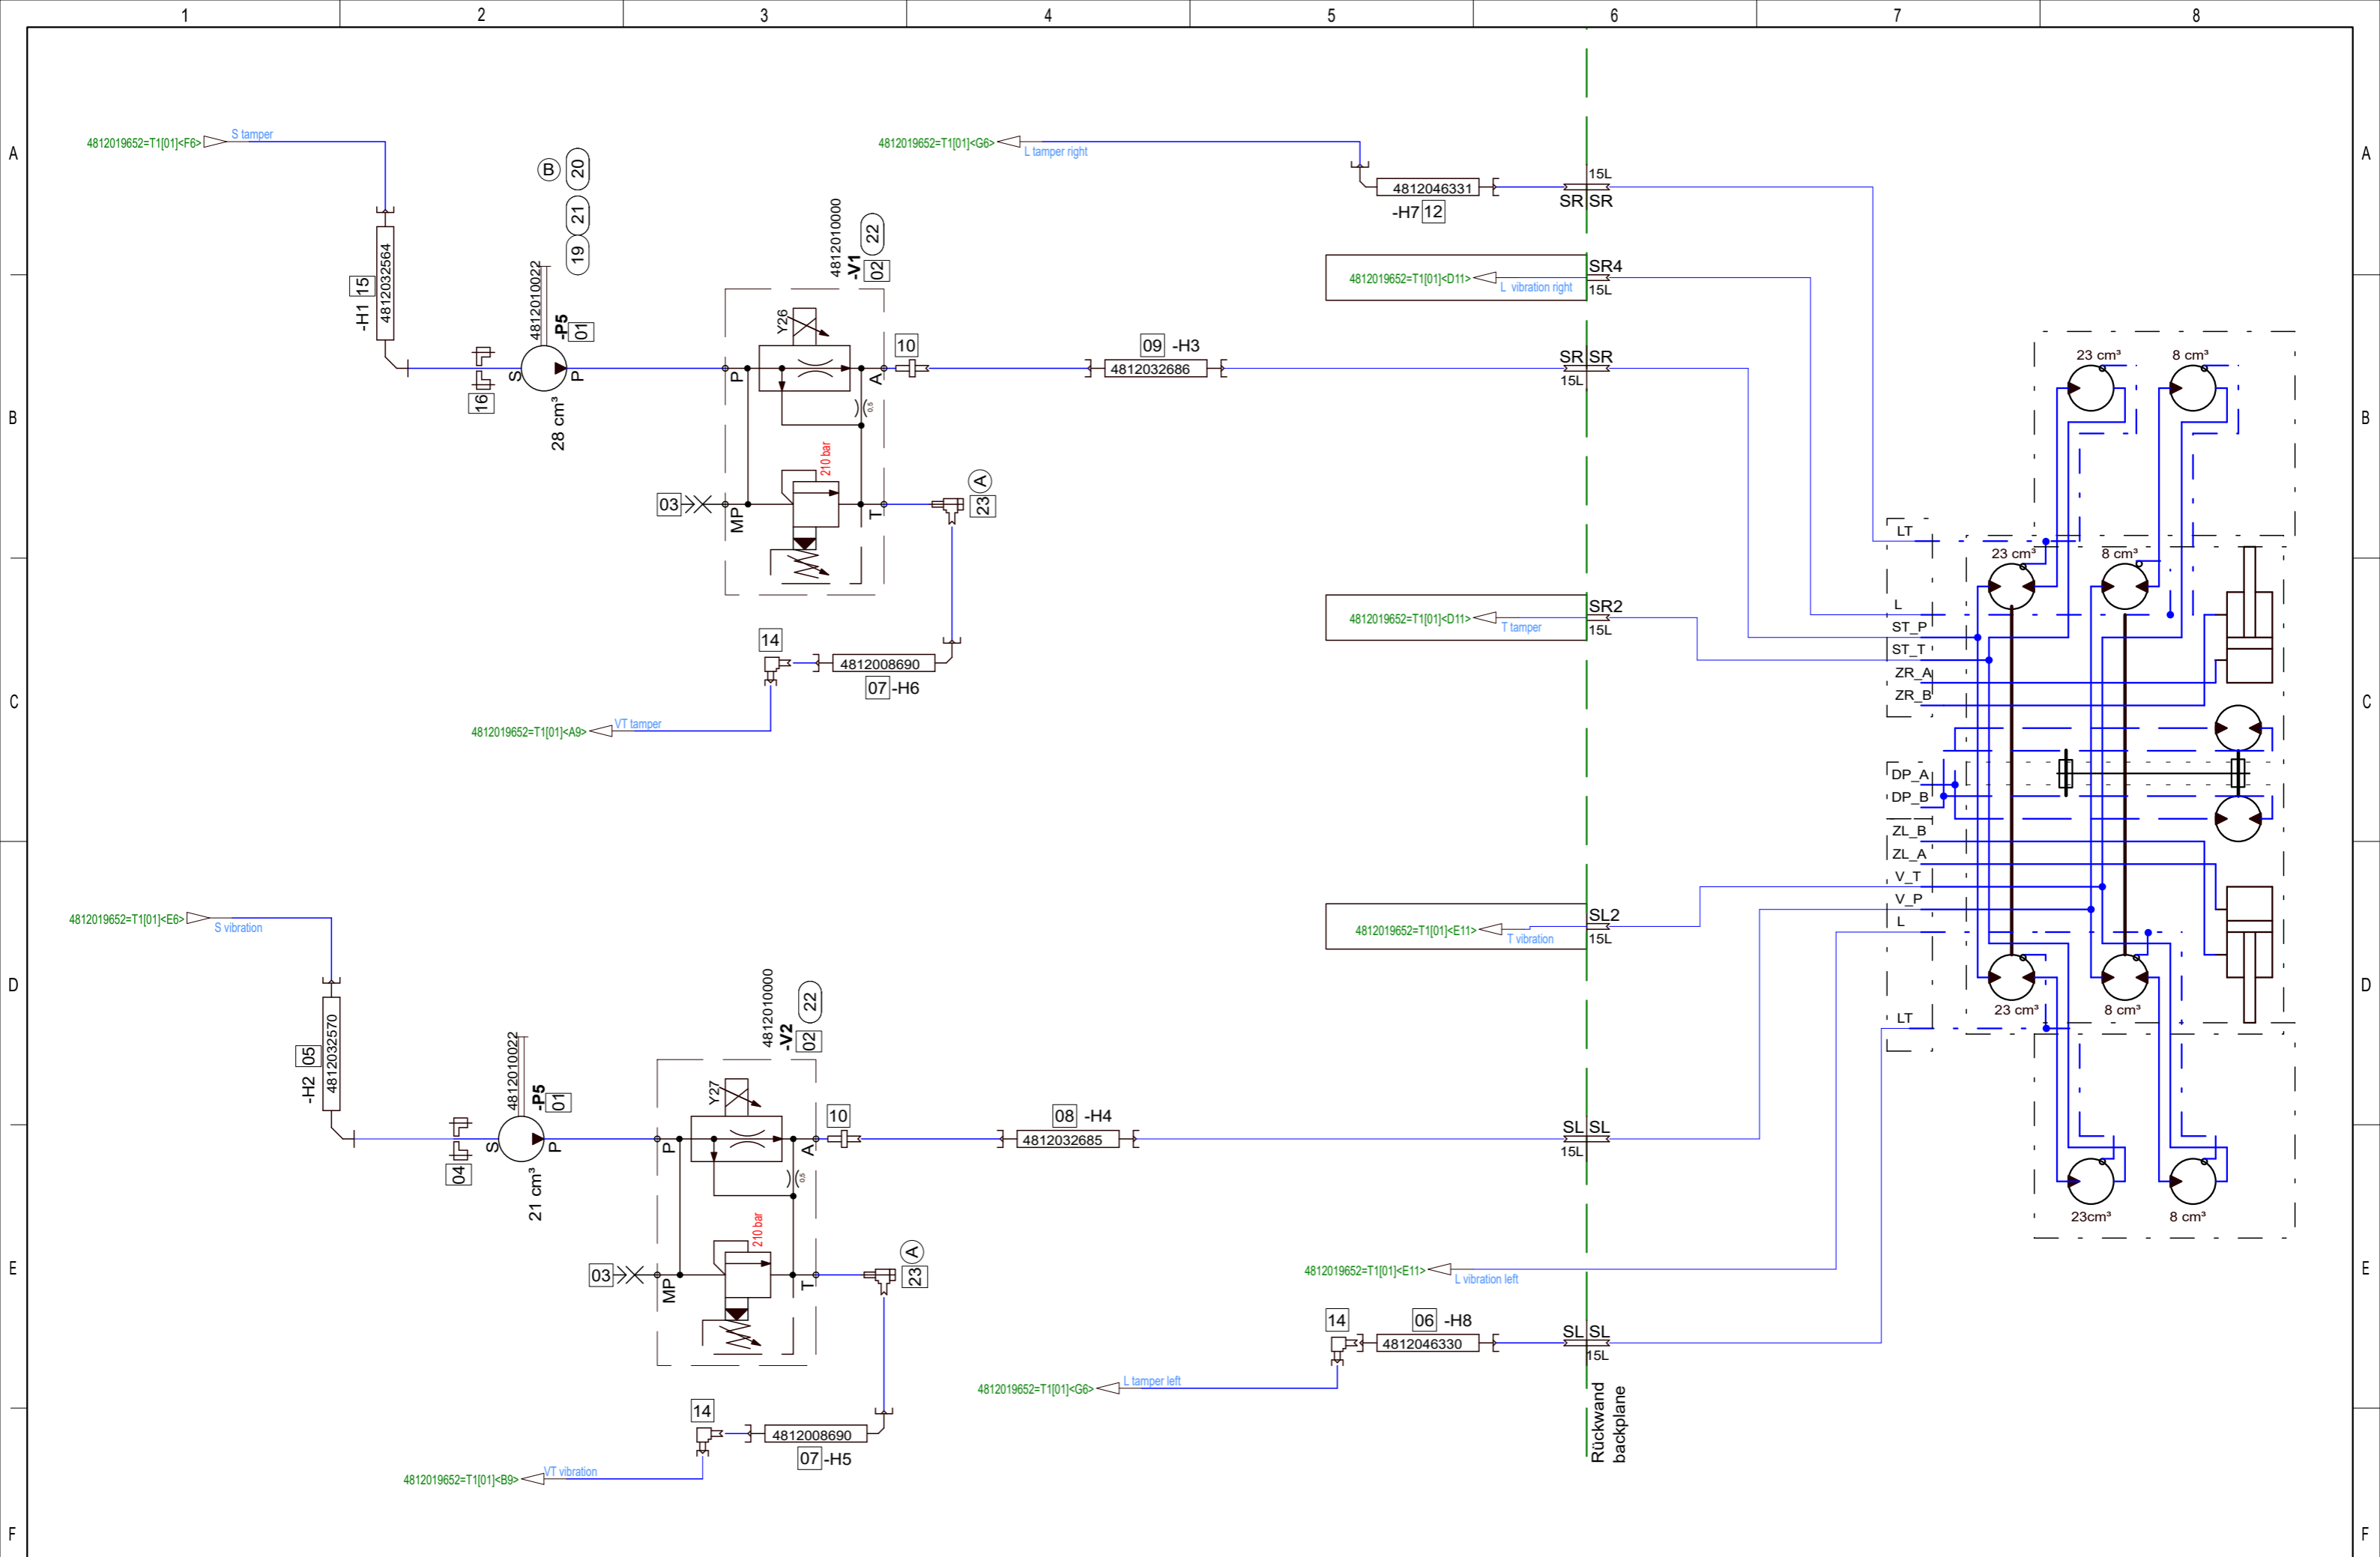 1 2 3 4 5 6 7 8
A A
B B
C C
D D
E E
F F
4812019652=T1[01]<F6>
S tamper
-H1 15
4812032564
16
B 20
19 21
4812010022
-P5
01
S P
28 cm³
4812010000
-V1
02 22
Y26
P A
0,5
210 bar
MP T
03
10
A
23
09 -H3
4812032686
14
4812008690
07 -H6
4812019652=T1[01]<A9>
VT tamper
4812019652=T1[01]<G6>
L tamper right
4812046331
-H7 12
15L
SR SR
4812019652=T1[01]<D11>
L vibration right
SR4
15L
SR SR
15L
4812019652=T1[01]<D11>
T tamper
SR2
15L
4812019652=T1[01]<E6>
S vibration
-H2 05
4812032570
04
4812010022
-P5
01
S P
21 cm³
4812010000
-V2
02 22
Y27
P A
0,5
210 bar
MP T
03
10
A
23
08 -H4
4812032685
14
4812008690
07 -H5
4812019652=T1[01]<B9>
VT vibration
4812019652=T1[01]<E11>
T vibration
SL2
15L
SL SL
15L
4812019652=T1[01]<E11>
L vibration left
14
06 -H8
4812046330
SL SL
15L
4812019652=T1[01]<G6>
L tamper left
Rückwand
backplane
LT
L
ST_P
ST_T
ZR_A
ZR_B
DP_A
DP_B
ZL_B
ZL_A
V_T
V_P
L
LT
23 cm³ 8 cm³
23 cm³ 8 cm³
23 cm³ 8 cm³
23cm³ 8 cm³